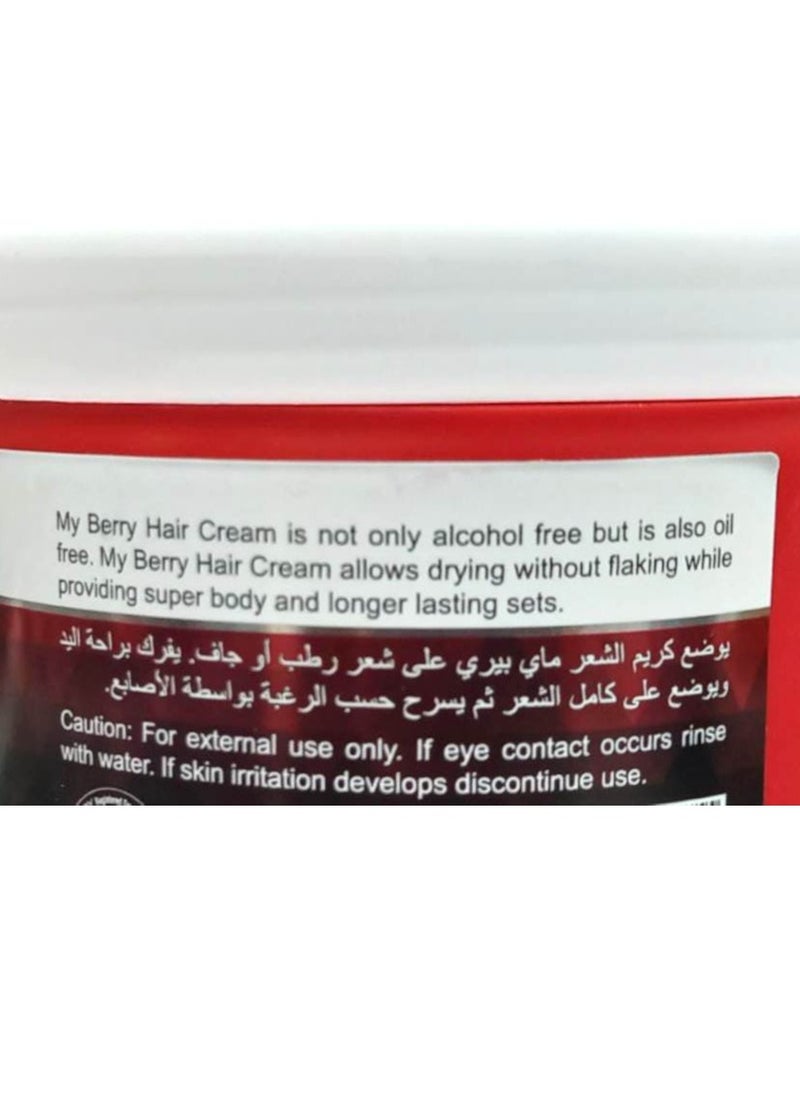 My Berry Hair Cream is not only alcohol free but is also oil
free. My Berry Hair Cream allows drying without flaking while
providing super body and longer lasting sets.
يوضع كريم الشعر ماي بيري على شعر رطب أو جاف. يفرك براحة اليد
ويوضع على كامل الشعر ثم يسرح حسب الرغبة بواسطة الأصابع.
Caution: For external use only. If eye contact occurs rinse
with water. If skin irritation develops discontinue use.
Registered